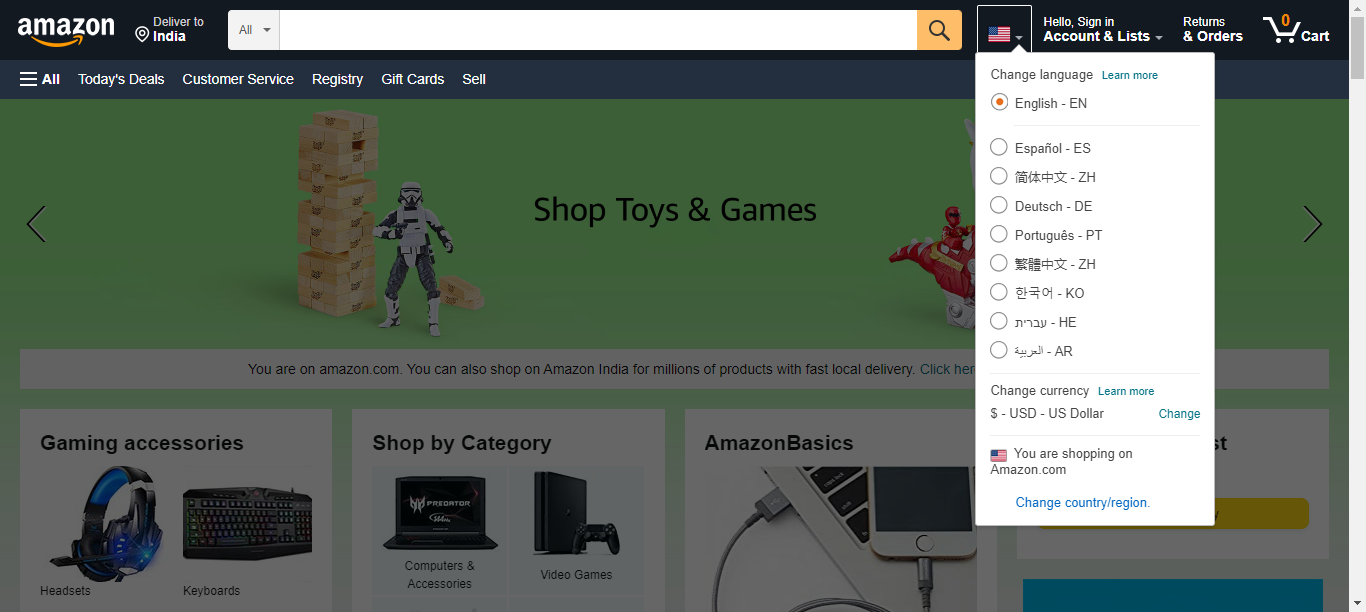 amazon
Deliver to
India
All
Hello, Sign in
Account & Lists
Returns
& Orders
0
Cart
All
Today's Deals
Customer Service
Registry
Gift Cards
Sell
Change language Learn more
English - EN
Español - ES
简体中文 - ZH
Deutsch - DE
Português - PT
繁體中文 - ZH
한국어 - KO
עברית - HE
العربية - AR
Change currency Learn more
$ - USD - US Dollar Change
You are shopping on
Amazon.com
Change country/region.
Shop Toys & Games
You are on amazon.com. You can also shop on Amazon India for millions of products with fast local delivery. Click
Gaming accessories
Headsets
Keyboards
Shop by Category
PREDATOR
Computers &
Accessories
Video Games
AmazonBasics